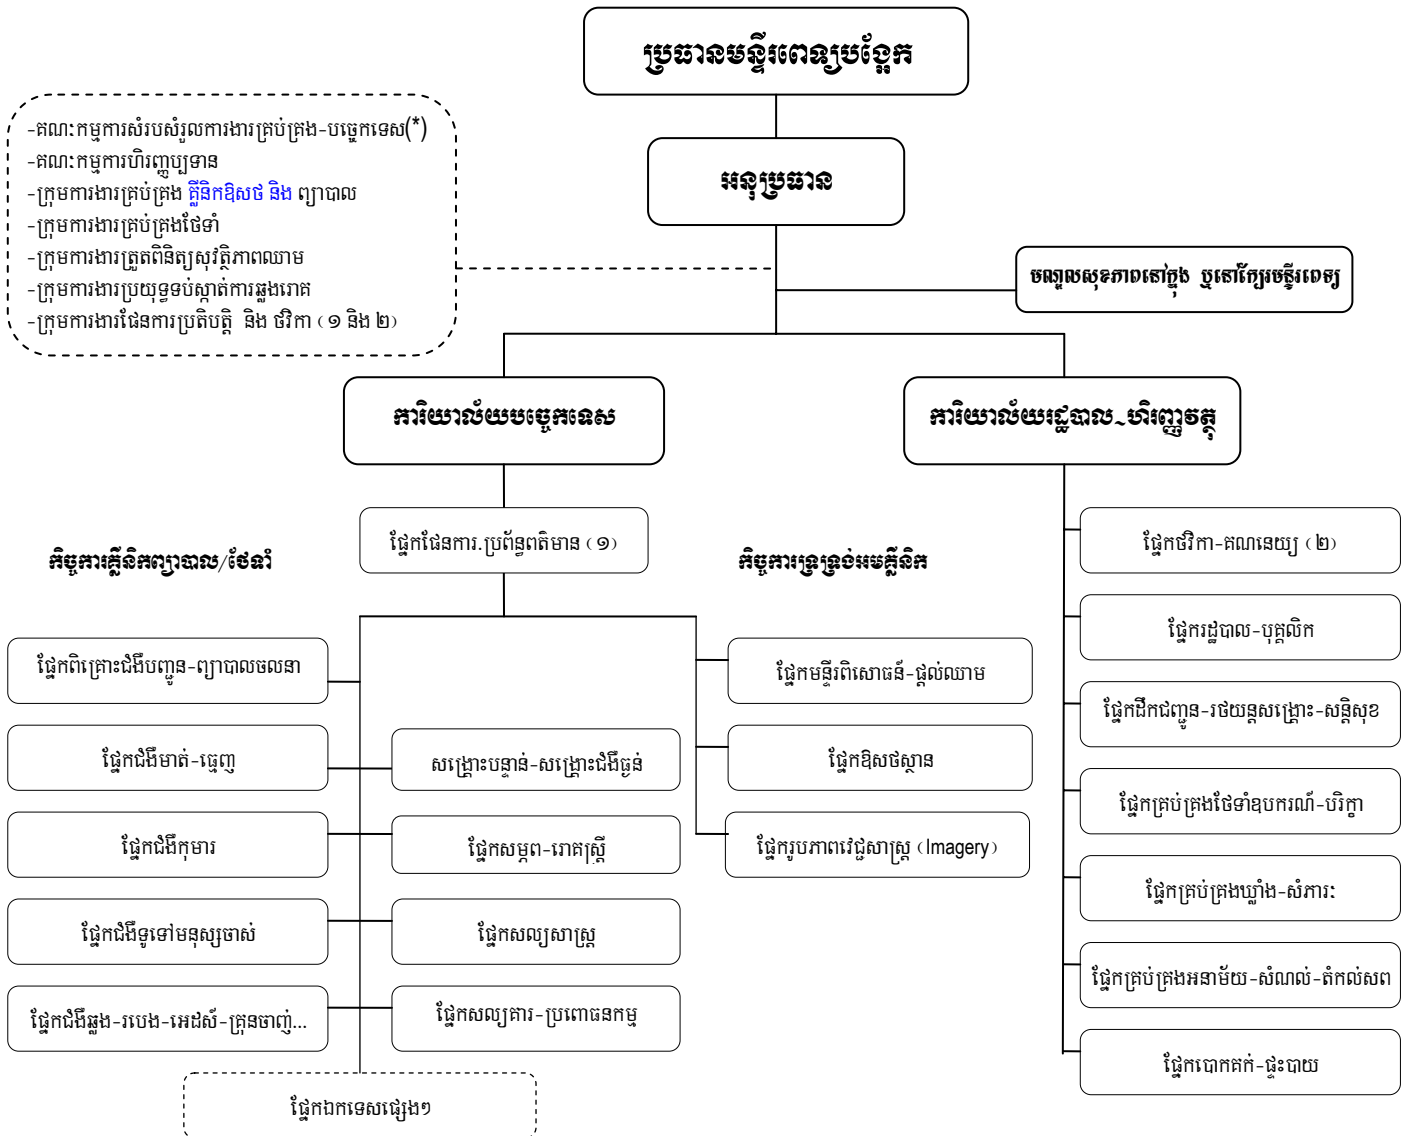 ប្រធានមន្ទីរពេទ្យបង្អែក
-គណៈកម្មការសំរបសំរួលការងារគ្រប់គ្រង-បច្ចេកទេស(*)
-គណៈកម្មការហិរញ្ញប្បទាន
-ក្រុមការងារគ្រប់គ្រង គ្លីនិកឱសថ និង ព្យាបាល
-ក្រុមការងារគ្រប់គ្រងថែទាំ
-ក្រុមការងារត្រួតពិនិត្យសុវត្ថិភាពឈាម
-ក្រុមការងារប្រយុទ្ធទប់ស្កាត់ការឆ្លងរោគ
-ក្រុមការងារផែនការប្រតិបត្តិ និង ថវិកា (១ និង ២)
អនុប្រធាន
មណ្ឌលសុខភាពនៅក្នុង ឬនៅក្បែរមន្ទីរពេទ្យ
ការិយាល័យបច្ចេកទេស
ការិយាល័យរដ្ឋបាល~ហិរញ្ញវត្ថុ
ផ្នែកផែនការ.ប្រព័ន្ធពត៌មាន (១)
កិច្ចការគ្លីនិកព្យាបាល/ថែទាំ
កិច្ចការទ្រទ្រង់អមគ្លីនិក
ផ្នែកថវិកា-គណនេយ្យ (២)
ផ្នែករដ្ឋបាល-បុគ្គលិក
ផ្នែកពិគ្រោះជំងឺបញ្ជូន-ព្យាបាលចលនា
ផ្នែកមន្ទីរពិសោធន៍-ផ្តល់ឈាម
ផ្នែកដឹកជញ្ជូន-រថយន្តសង្គ្រោះ-សន្តិសុខ
ផ្នែកជំងឺមាត់-ធ្មេញ
សង្គ្រោះបន្ទាន់-សង្គ្រោះជំងឺធ្ងន់
ផ្នែកឱសថស្ថាន
ផ្នែកគ្រប់គ្រងថែទាំឧបករណ៍-បរិក្ខា
ផ្នែកជំងឺកុមារ
ផ្នែកសម្ភព-រោគស្ត្រី
ផ្នែករូបភាពវេជ្ជសាស្ត្រ (Imagery)
ផ្នែកគ្រប់គ្រងឃ្លាំង-សំភារៈ
ផ្នែកជំងឺទូទៅមនុស្សចាស់
ផ្នែកសល្យសាស្ត្រ
ផ្នែកគ្រប់គ្រងអនាម័យ-សំណល់-តំកល់សព
ផ្នែកជំងឺឆ្លង-របេង-អេដស៍-គ្រុនចាញ់...
ផ្នែកសល្យគារ-ប្រពោធនកម្ម
ផ្នែកបោកគក់-ផ្ទះបាយ
ផ្នែកឯកទេសផ្សេងៗ